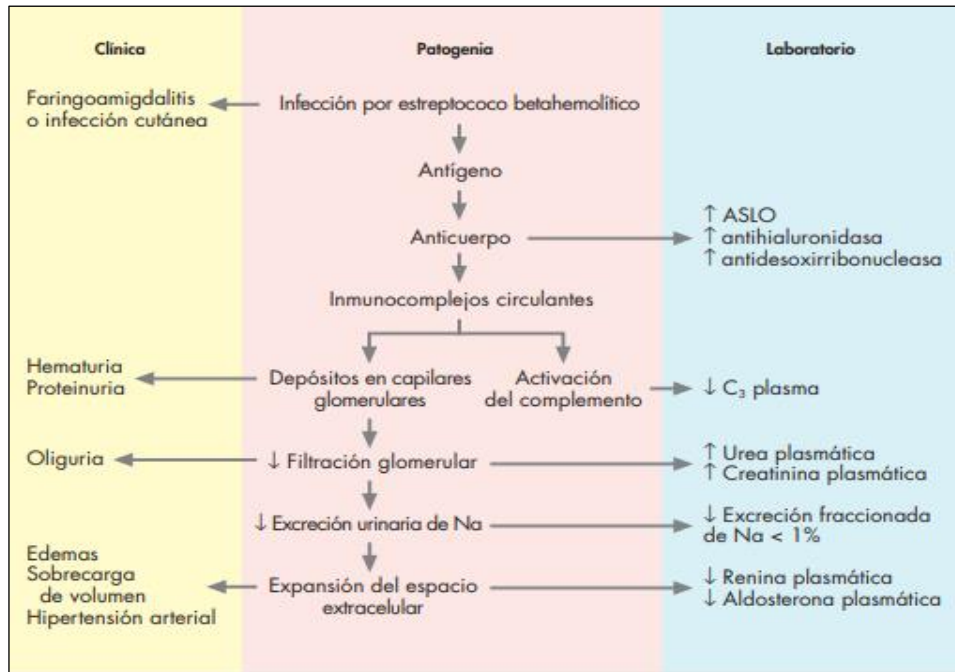 Clínica
Patogenia
Laboratorio
Faringoamigdalitis
o infección cutánea
Infección por estreptococo betahemolítico
Antígeno
Anticuerpo
↑ ASLO
↑ antihialuronidasa
↑ antidesoxirribonucleasa
Inmunocomplejos circulantes
Hematuria
Proteinuria
Depósitos en capilares
glomerulares
Activación
del complemento
↓ C₃ plasma
Oliguria
↓ Filtración glomerular
↑ Urea plasmática
↑ Creatinina plasmática
↓ Excreción urinaria de Na
↓ Excreción fraccionada
de Na < 1%
Edemas
Sobrecarga
de volumen
Hipertensión arterial
Expansión del espacio
extracelular
↓ Renina plasmática
↓ Aldosterona plasmática